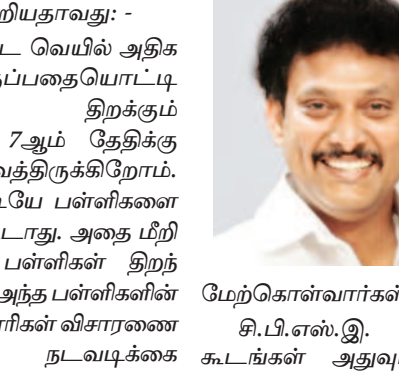 றியதாவது: -
ட வெயில் அதிக
ப்பதையொட்டி
திறக்கும்
7ஆம் தேதிக்கு
வத்திருக்கிறோம்.
டயே பள்ளிகளை
டாது. அதை மீறி
பள்ளிகள் திறந்
அந்த பள்ளிகளின்
ரிகள் விசாரணை
நடவடிக்கை
மேற்கொள்வார்கள்
சி.பி.எஸ்.இ.
கூடங்கள் அதுவு